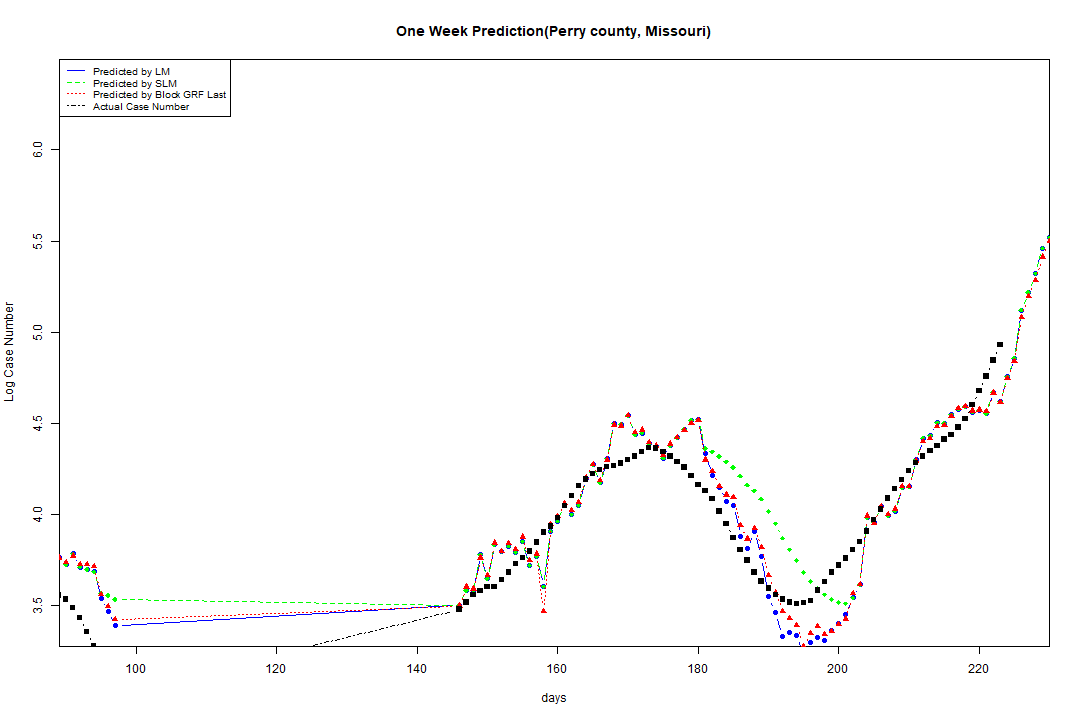 One Week Prediction(Perry county, Missouri)
Predicted by LM
Predicted by SLM
Predicted by Block GRF Last
Actual Case Number
Log Case Number
6.0
5.5
5.0
4.5
4.0
3.5
100 120 140 160 180 200 220
days